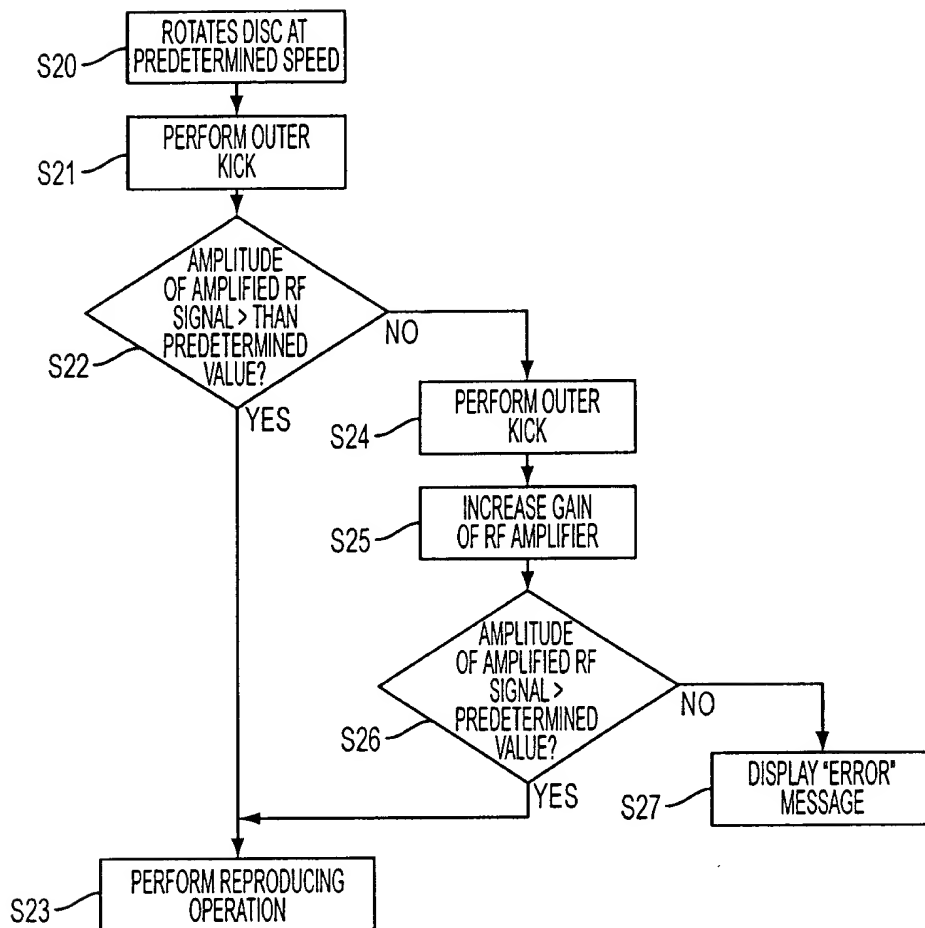 ROTATES DISC AT
PREDETERMINED SPEED
S20
PERFORM OUTER
KICK
S21
AMPLITUDE
OF AMPLIFIED RF
SIGNAL > THAN
PREDETERMINED
VALUE?
S22
NO
YES
PERFORM OUTER
KICK
S24
INCREASE GAIN
OF RF AMPLIFIER
S25
AMPLITUDE
OF AMPLIFIED RF
SIGNAL >
PREDETERMINED
VALUE?
S26
NO
YES
DISPLAY "ERROR"
MESSAGE
S27
PERFORM REPRODUCING
OPERATION
S23